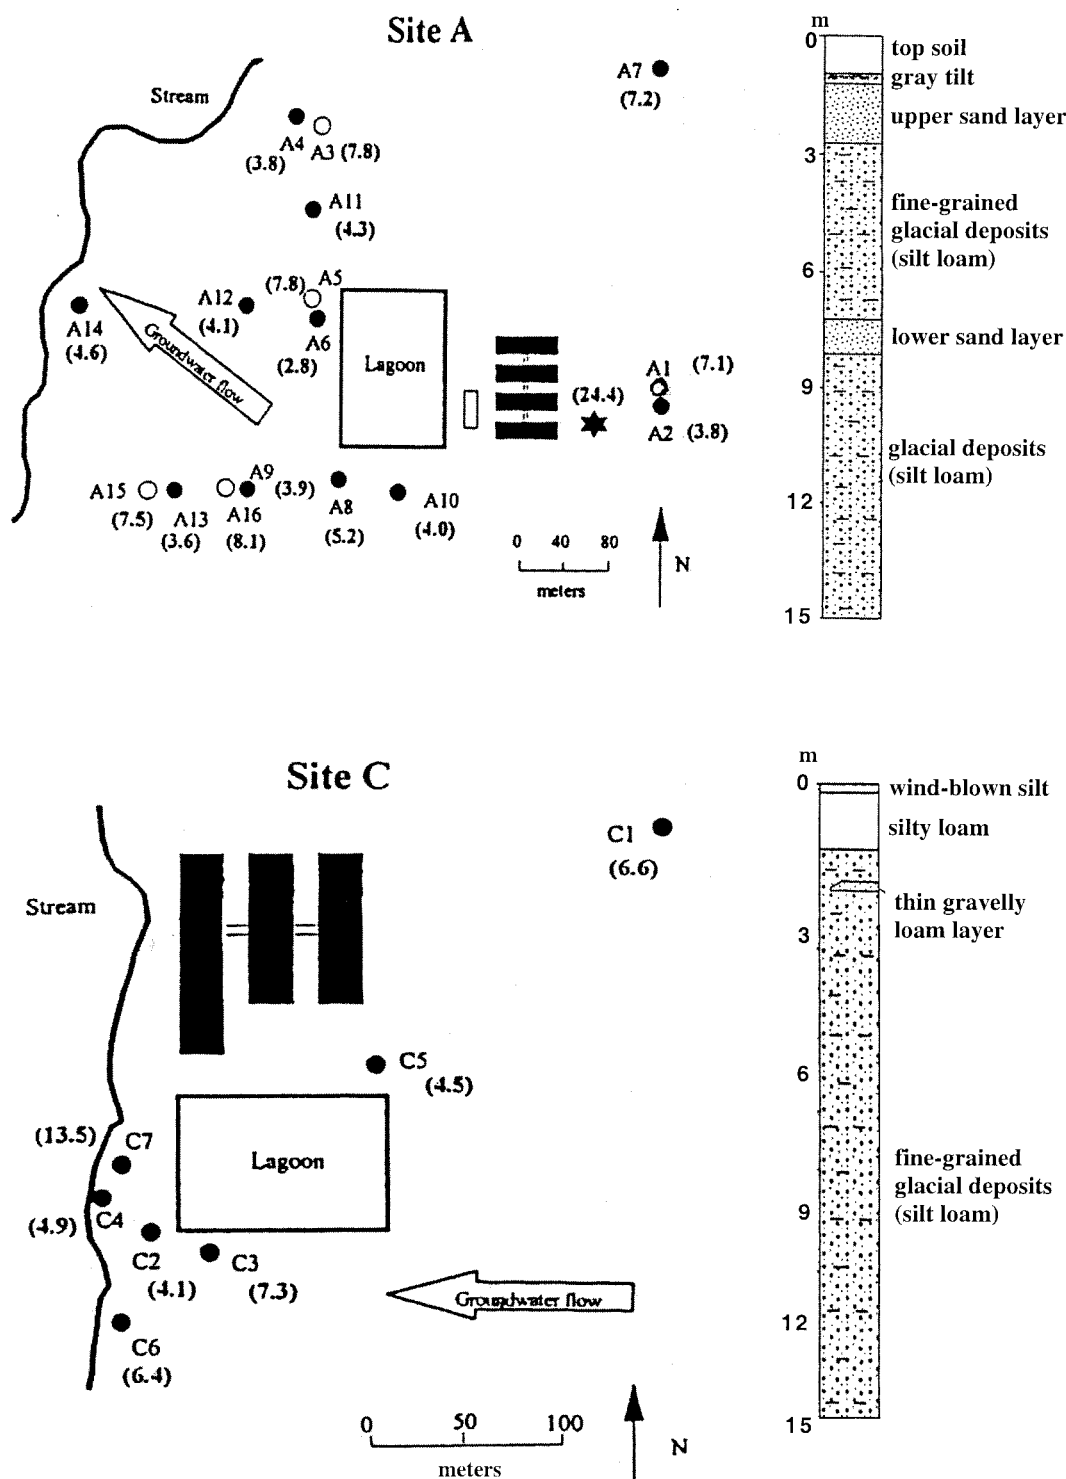 Site A
Stream
A7
(7.2)
A4
(3.8)
A3 (7.8)
A11
(4.3)
(7.8) A5
A12
(4.1)
A6
(2.8)
A14
(4.6)
Groundwater flow
Lagoon
(24.4)
A1 (7.1)
A2 (3.8)
A15
(7.5)
A13
(3.6)
A9
(3.9)
A16
(8.1)
A8
(5.2)
A10
(4.0)
0 40 80
meters
N
m
0
3
6
9
12
15
top soil
gray tilt
upper sand layer
fine-grained
glacial deposits
(silt loam)
lower sand layer
glacial deposits
(silt loam)
Site C
Stream
C1
(6.6)
C5
(4.5)
(13.5)
C7
Lagoon
C4
(4.9)
C2
(4.1)
C3
(7.3)
Groundwater flow
C6
(6.4)
0 50 100
meters
N
m
0
3
6
9
12
15
wind-blown silt
silty loam
thin gravelly
loam layer
fine-grained
glacial deposits
(silt loam)